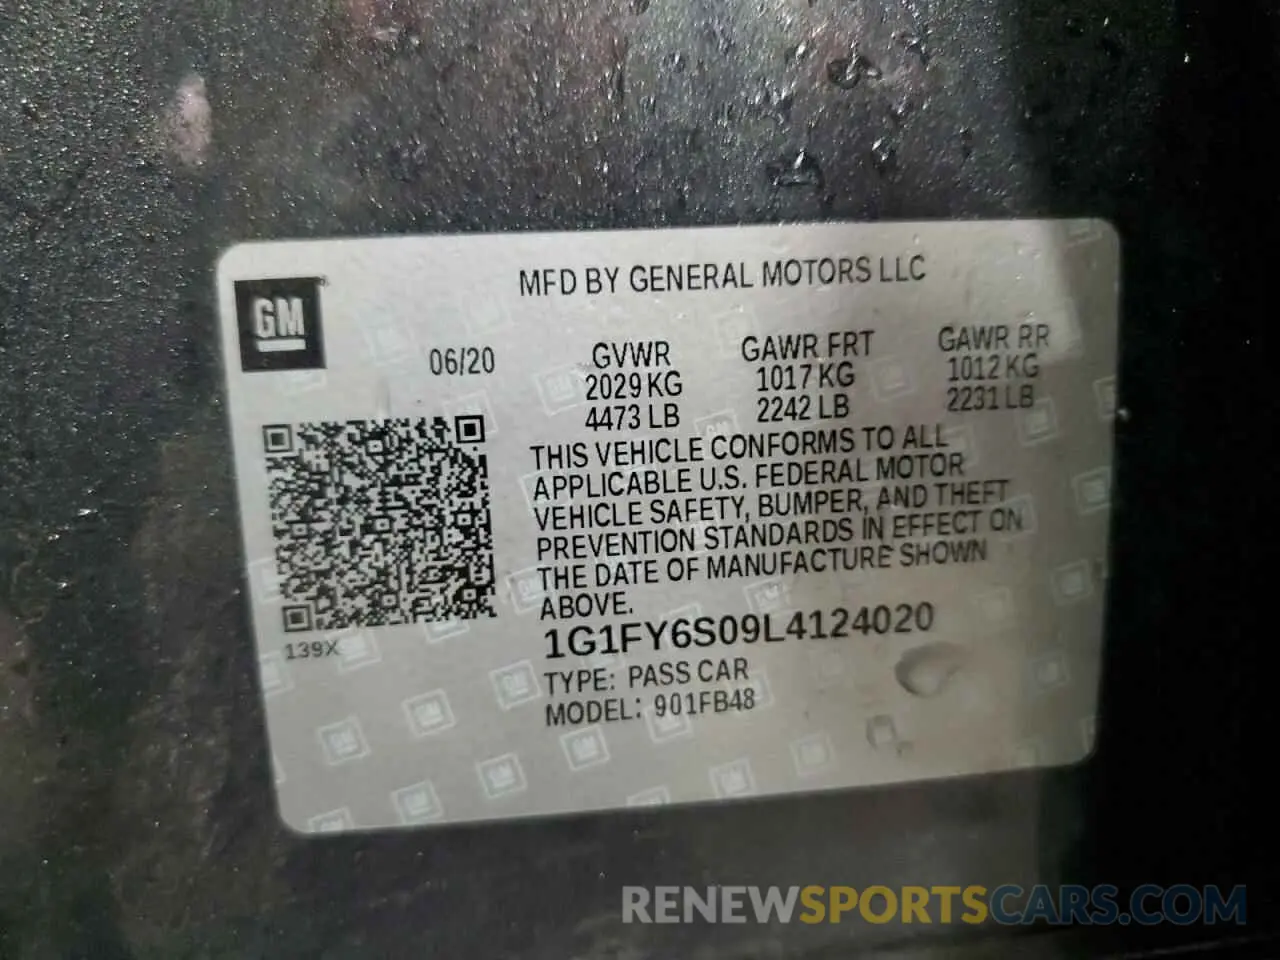 MFD BY GENERAL MOTORS LLC
GM
06/20 GVWR GAWR FRT GAWR RR
2029 KG 1017 KG 1012 KG
4473 LB 2242 LB 2231 LB
THIS VEHICLE CONFORMS TO ALL
APPLICABLE U.S. FEDERAL MOTOR
VEHICLE SAFETY, BUMPER, AND THEFT
PREVENTION STANDARDS IN EFFECT ON
THE DATE OF MANUFACTURE SHOWN
ABOVE.
139X
1G1FY6S09L4124020
TYPE: PASS CAR
MODEL: 901FB48
RENEWSPORTSCARS.COM